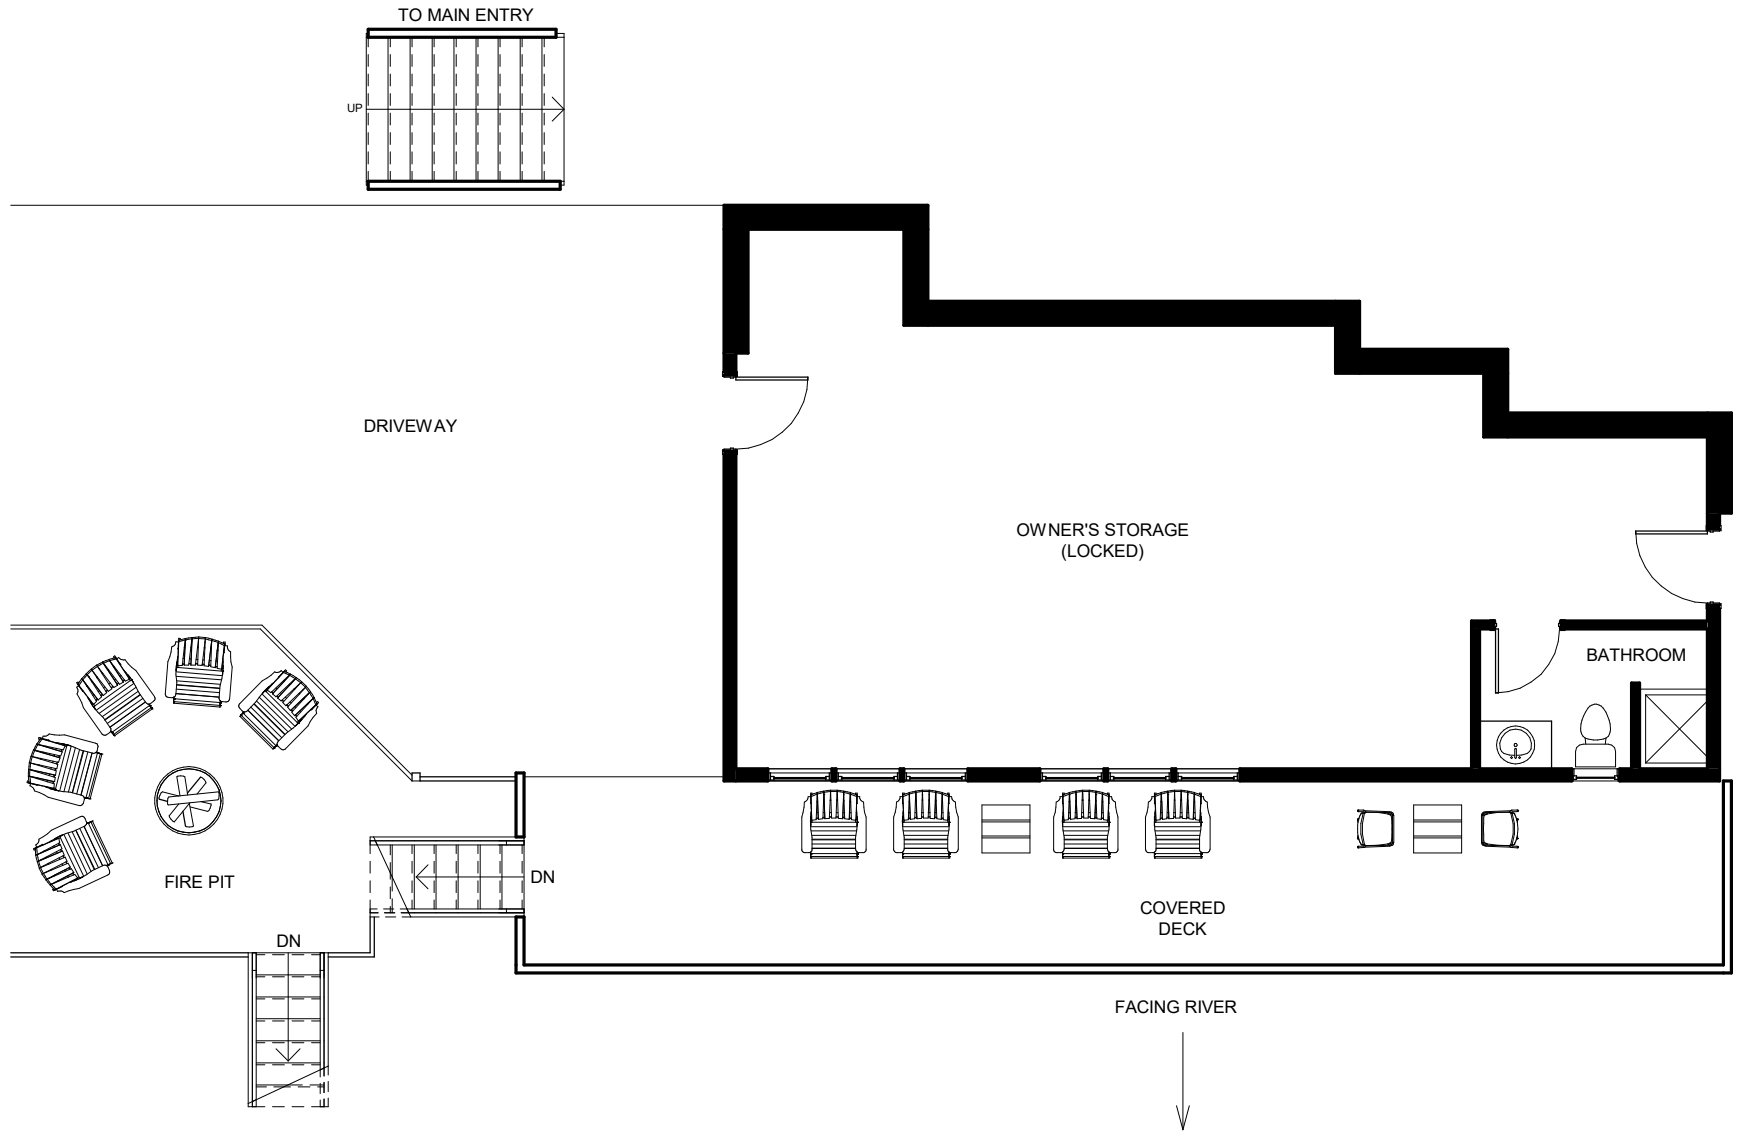 TO MAIN ENTRY
UP
DRIVEWAY
OWNER'S STORAGE
(LOCKED)
BATHROOM
FIRE PIT
DN
DN
COVERED
DECK
FACING RIVER